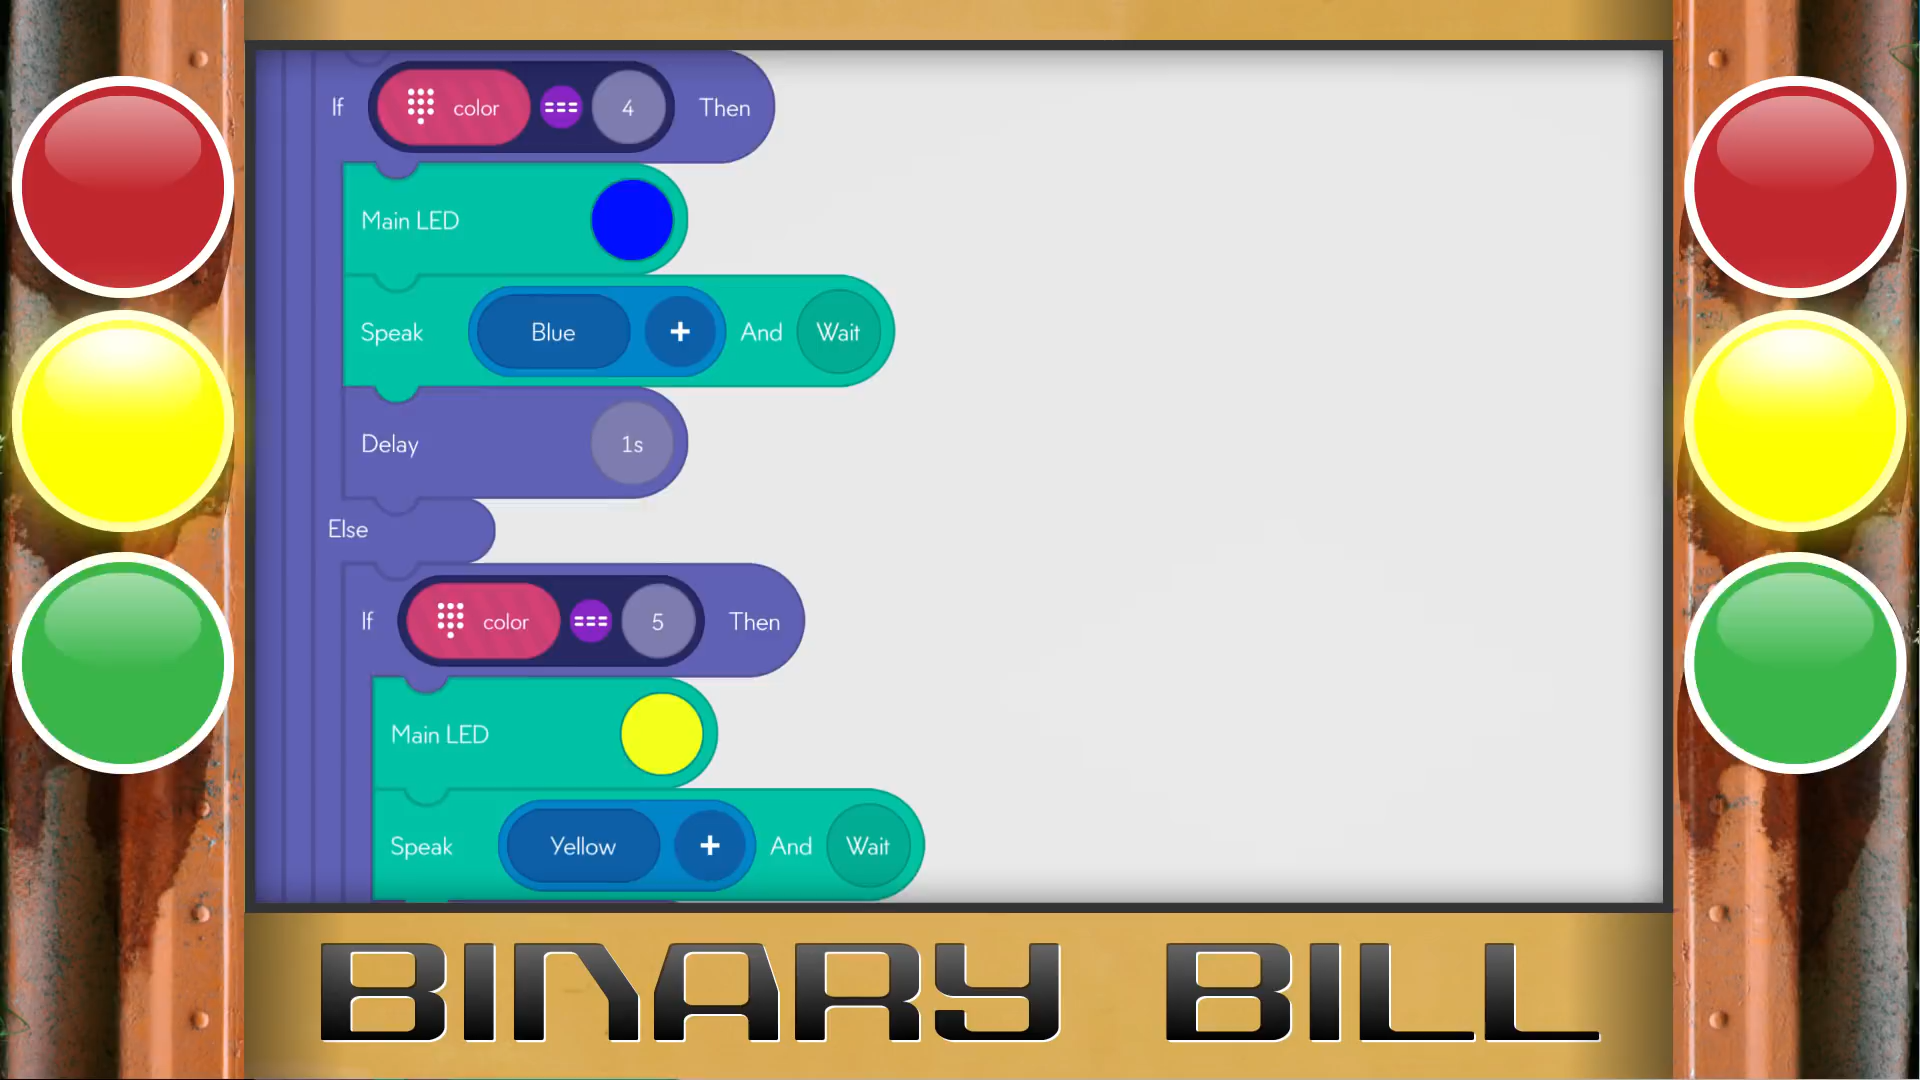 If color === 4 Then
Main LED
Speak Blue + And Wait
Delay 1s
Else
If color === 5 Then
Main LED
Speak Yellow + And Wait
BINARY BILL